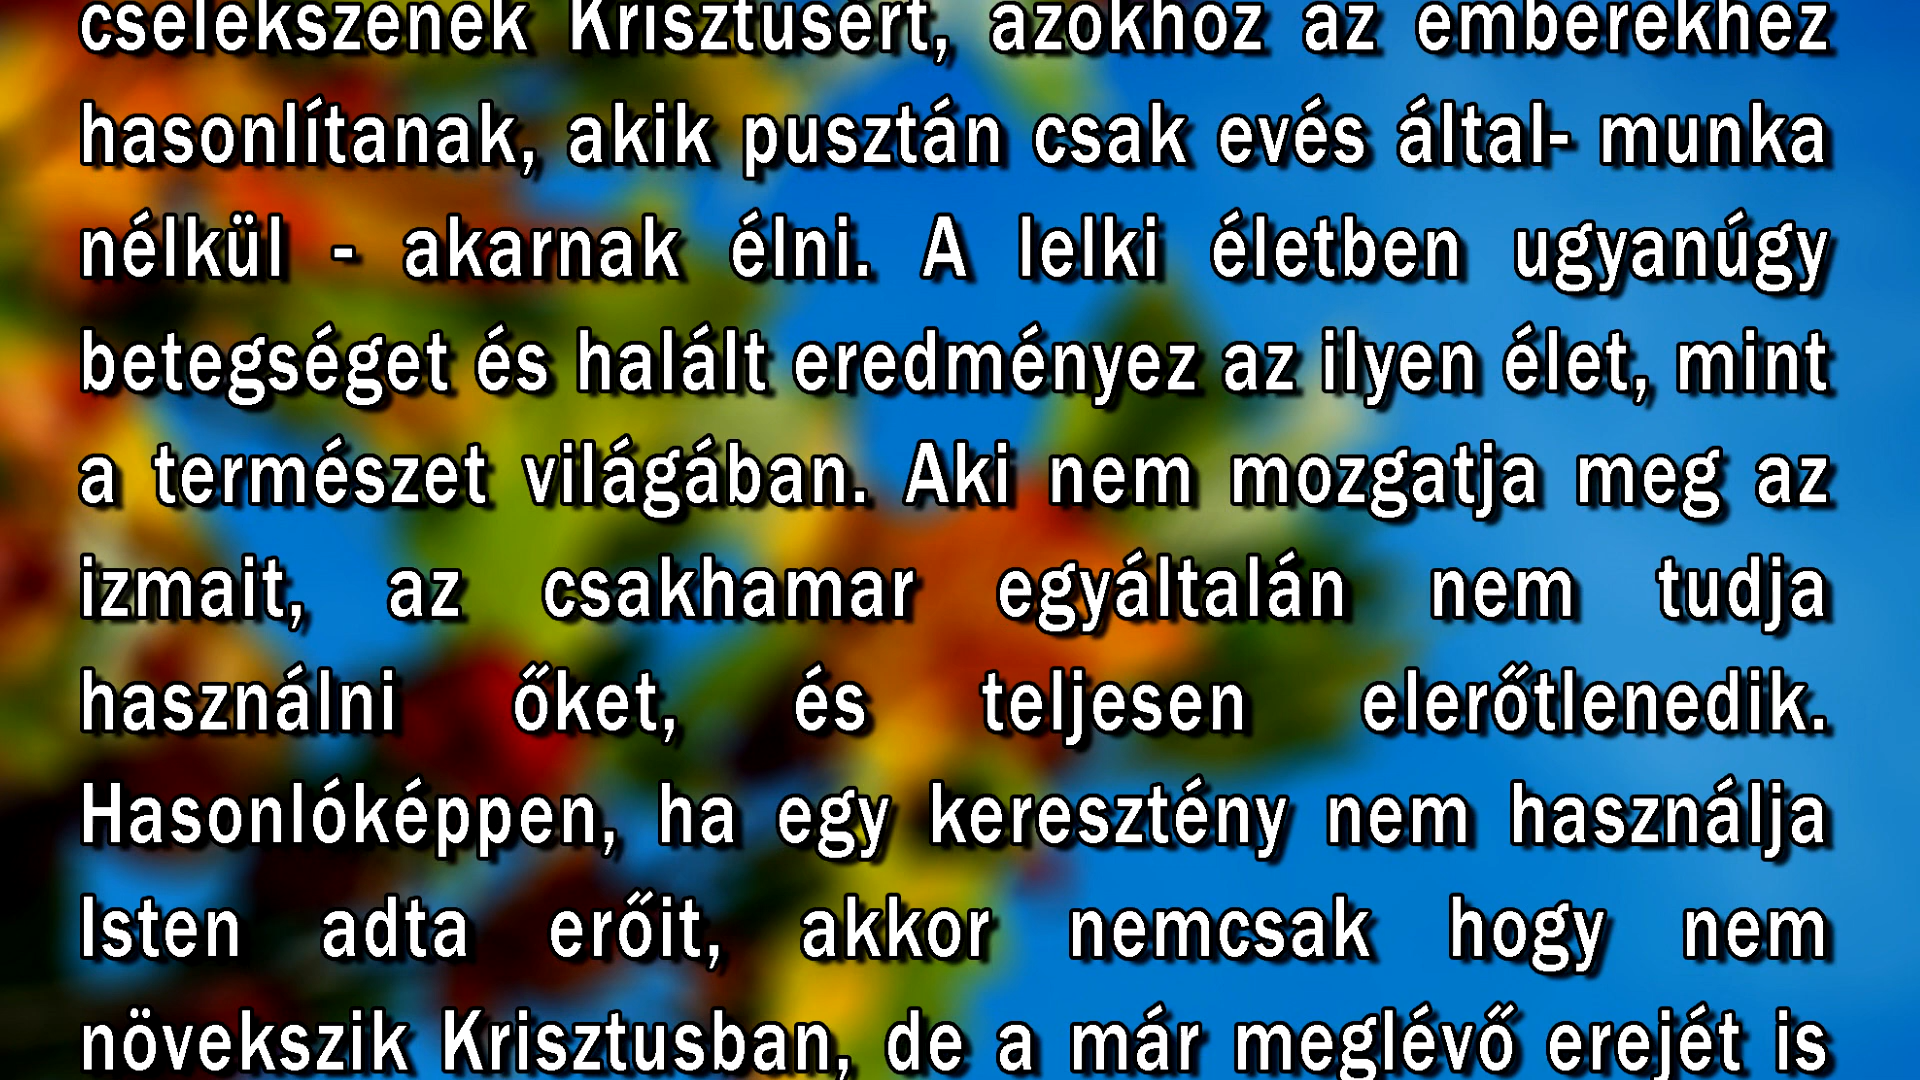 cselekszenek Krisztusért, azokhoz az emberekhez
hasonlítanak, akik pusztán csak evés által- munka
nélkül - akarnak élni. A lelki életben ugyanúgy
betegséget és halált eredményez az ilyen élet, mint
a természet világában. Aki nem mozgatja meg az
izmait, az csakhamar egyáltalán nem tudja
használni őket, és teljesen elerőtlenedik.
Hasonlóképpen, ha egy keresztény nem használja
Isten adta erőit, akkor nemcsak hogy nem
növekszik Krisztusban, de a már meglévő erejét is